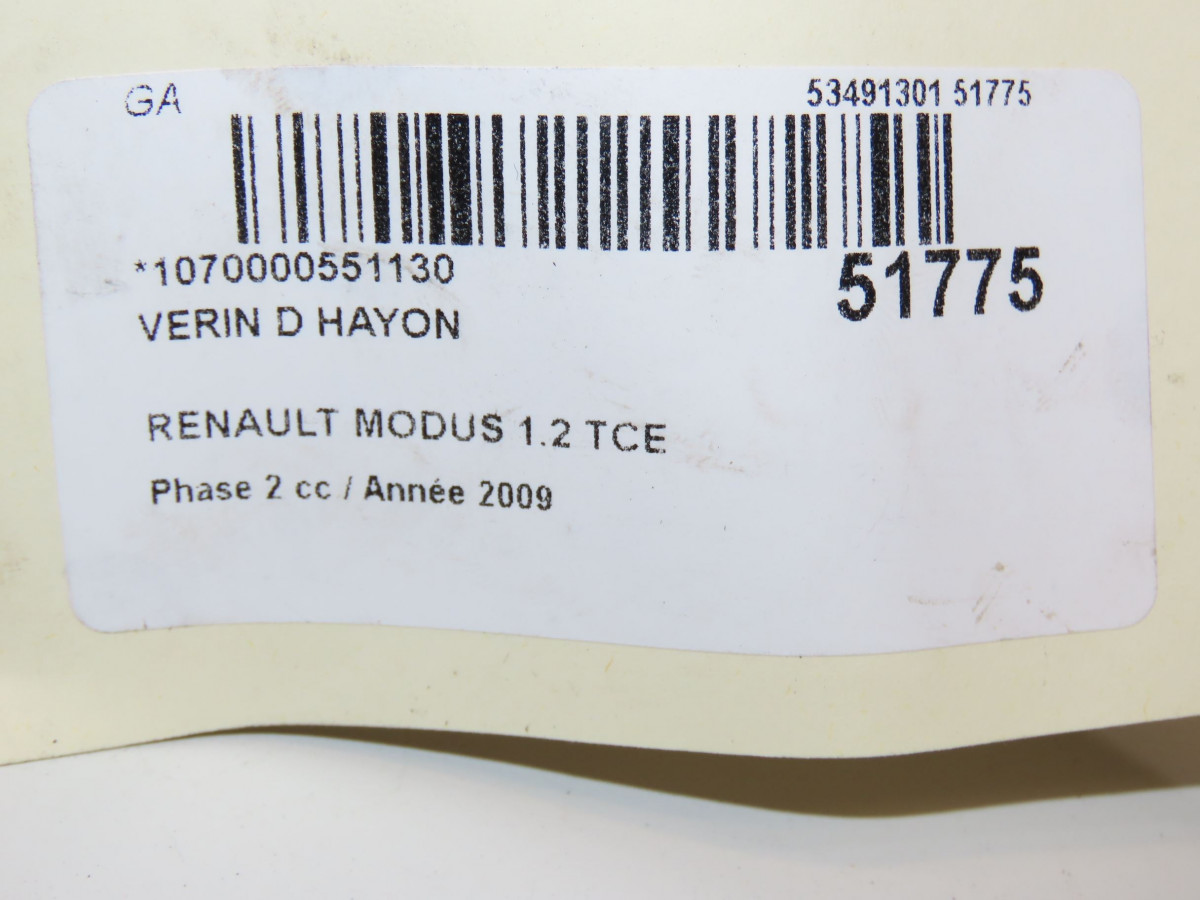 GA 53491301 51775
*1070000551130 51775
VERIN D HAYON
RENAULT MODUS 1.2 TCE
Phase 2 cc / Année 2009